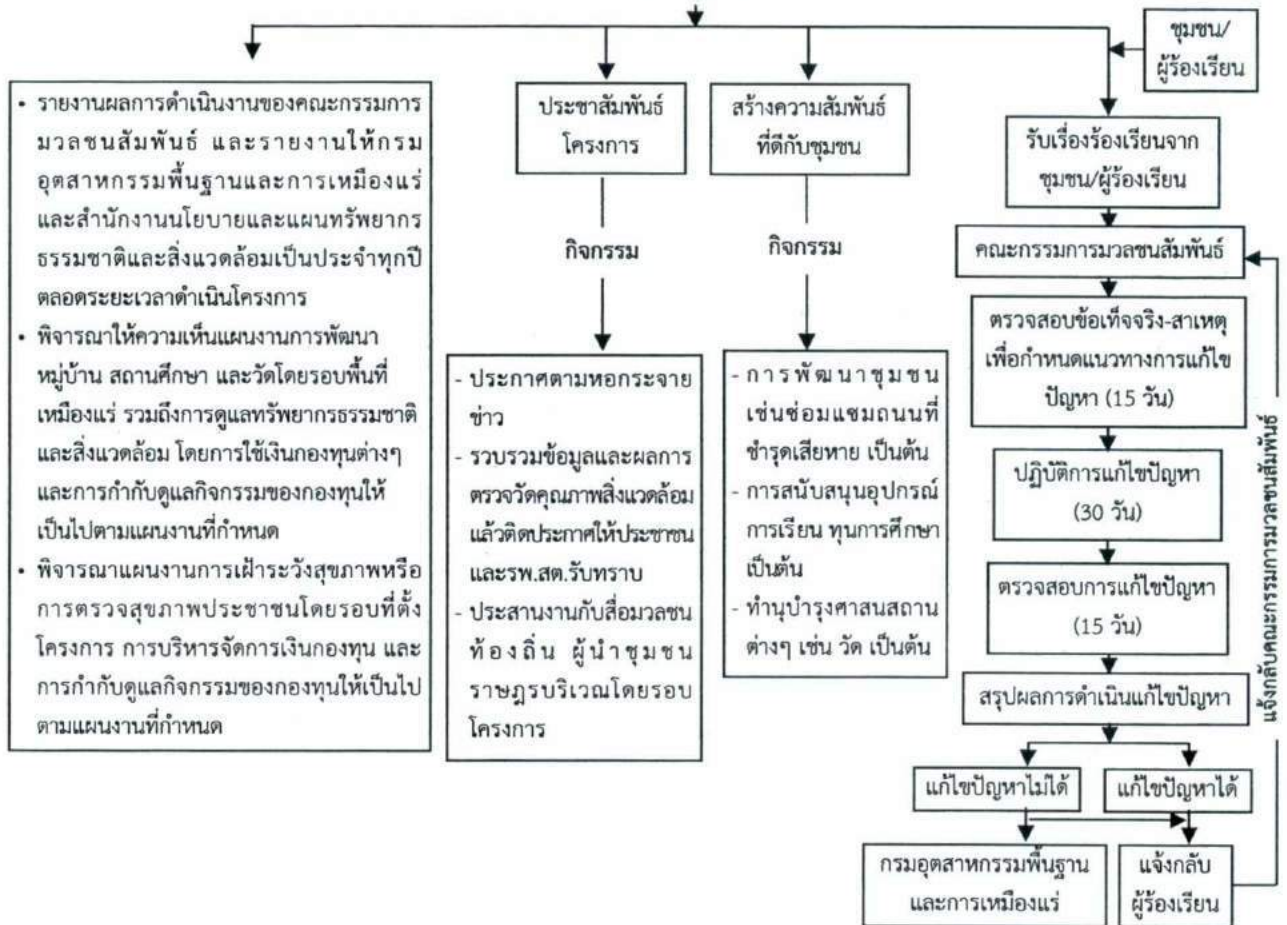 ชุมชน/
ผู้ร้องเรียน
• รายงานผลการดำเนินงานของคณะกรรมการ
มวลชนสัมพันธ์ และรายงานให้กรม
อุตสาหกรรมพื้นฐานและการเหมืองแร่
และสำนักงานนโยบายและแผนทรัพยากร
ธรรมชาติและสิ่งแวดล้อมเป็นประจำทุกปี
ตลอดระยะเวลาดำเนินโครงการ
• พิจารณาให้ความเห็นแผนงานการพัฒนา
หมู่บ้าน สถานศึกษา และวัดโดยรอบพื้นที่
เหมืองแร่ รวมถึงการดูแลทรัพยากรธรรมชาติ
และสิ่งแวดล้อม โดยการใช้เงินกองทุนต่างๆ
และการกำกับดูแลกิจกรรมของกองทุนให้
เป็นไปตามแผนงานที่กำหนด
• พิจารณาแผนงานการเฝ้าระวังสุขภาพหรือ
การตรวจสุขภาพประชาชนโดยรอบที่ตั้ง
โครงการ การบริหารจัดการเงินกองทุน และ
การกำกับดูแลกิจกรรมของกองทุนให้เป็นไป
ตามแผนงานที่กำหนด
ประชาสัมพันธ์
โครงการ
กิจกรรม
- ประกาศตามหอกระจาย
ข่าว
- รวบรวมข้อมูลและผลการ
ตรวจวัดคุณภาพสิ่งแวดล้อม
แล้วติดประกาศให้ประชาชน
และรพ.สต.รับทราบ
- ประสานงานกับสื่อมวลชน
ท้องถิ่น ผู้นำชุมชน
ราษฎรบริเวณโดยรอบ
โครงการ
สร้างความสัมพันธ์
ที่ดีกับชุมชน
กิจกรรม
- การพัฒนาชุมชน
เช่นซ่อมแซมถนนที่
ชำรุดเสียหาย เป็นต้น
- การสนับสนุนอุปกรณ์
การเรียน ทุนการศึกษา
เป็นต้น
- ทำนุบำรุงศาสนสถาน
ต่างๆ เช่น วัด เป็นต้น
รับเรื่องร้องเรียนจาก
ชุมชน/ผู้ร้องเรียน
คณะกรรมการมวลชนสัมพันธ์
ตรวจสอบข้อเท็จจริง-สาเหตุ
เพื่อกำหนดแนวทางการแก้ไข
ปัญหา (15 วัน)
ปฏิบัติการแก้ไขปัญหา
(30 วัน)
ตรวจสอบการแก้ไขปัญหา
(15 วัน)
สรุปผลการดำเนินแก้ไขปัญหา
แก้ไขปัญหาไม่ได้
แก้ไขปัญหาได้
กรมอุตสาหกรรมพื้นฐาน
และการเหมืองแร่
แจ้งกลับ
ผู้ร้องเรียน
แจ้งกลับคณะกรรมการมวลชนสัมพันธ์